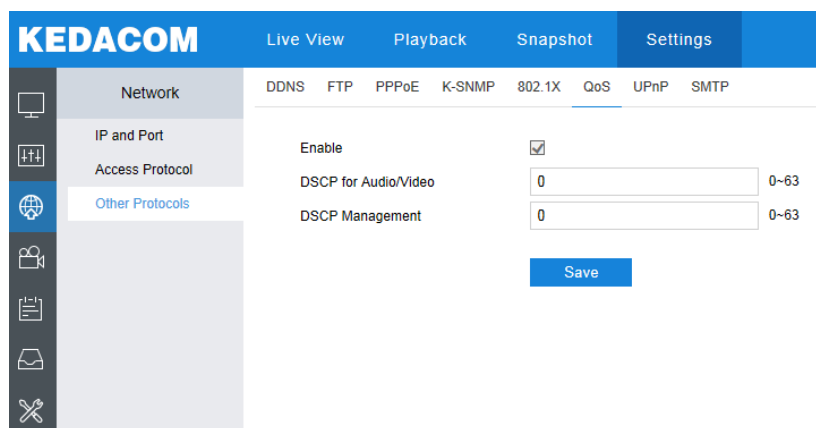 KEDACOM Live View Playback Snapshot Settings
Network DDNS FTP PPPoE K-SNMP 802.1X QoS UPnP SMTP
IP and Port
Access Protocol
Other Protocols
Enable
DSCP for Audio/Video 0 0~63
DSCP Management 0 0~63
Save